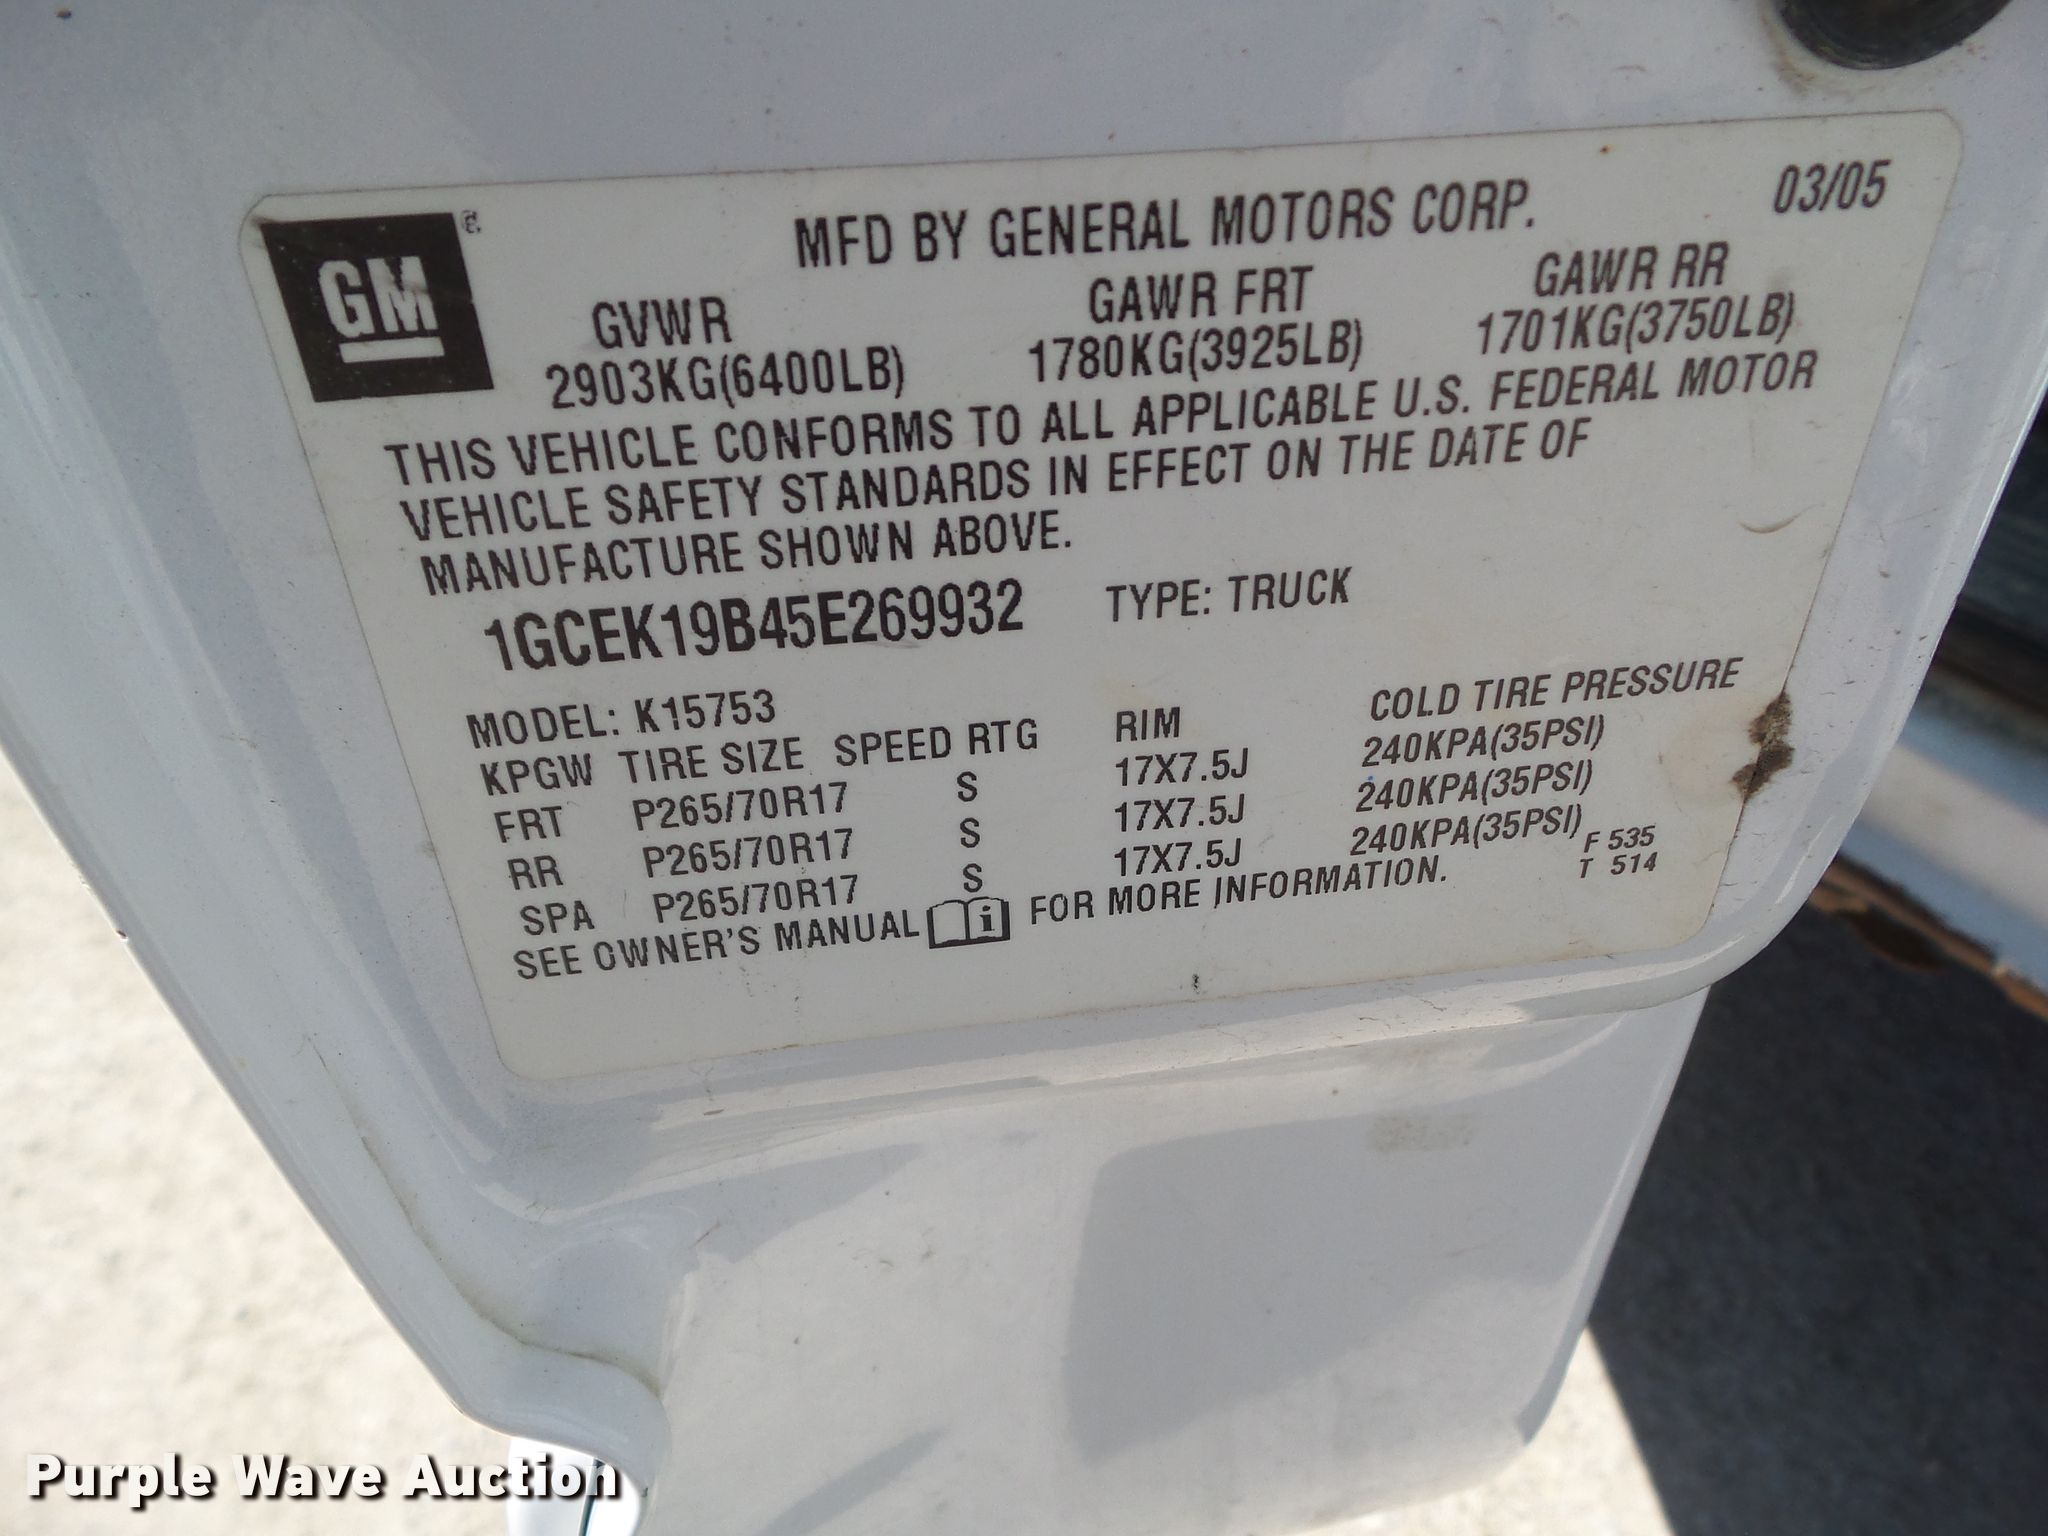 GM
MFD BY GENERAL MOTORS CORP. 03/05
GVWR GAWR FRT GAWR RR
2903KG(6400LB) 1780KG(3925LB) 1701KG(3750LB)
THIS VEHICLE CONFORMS TO ALL APPLICABLE U.S. FEDERAL MOTOR
VEHICLE SAFETY STANDARDS IN EFFECT ON THE DATE OF
MANUFACTURE SHOWN ABOVE.
1GCEK19B45E269932 TYPE: TRUCK
MODEL: K15753
KPGW TIRE SIZE SPEED RTG RIM COLD TIRE PRESSURE
FRT P265/70R17 S 17X7.5J 240KPA(35PSI)
RR P265/70R17 S 17X7.5J 240KPA(35PSI)
SPA P265/70R17 S 17X7.5J 240KPA(35PSI)
SEE OWNER'S MANUAL i FOR MORE INFORMATION.
F 535
T 514
Purple Wave Auction